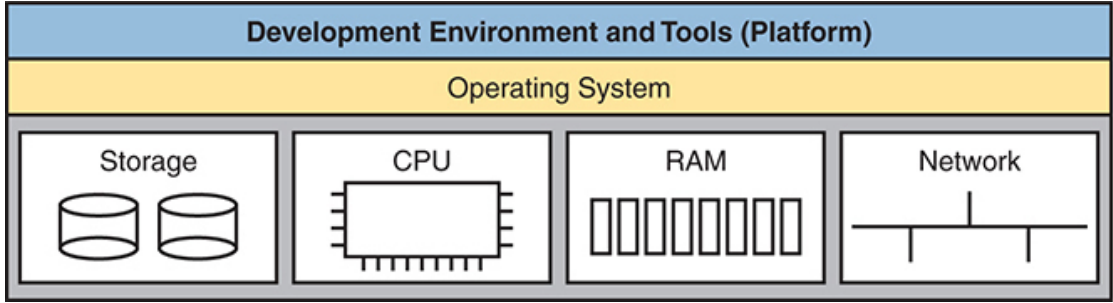 Development Environment and Tools (Platform)
Operating System
Storage
CPU
RAM
Network